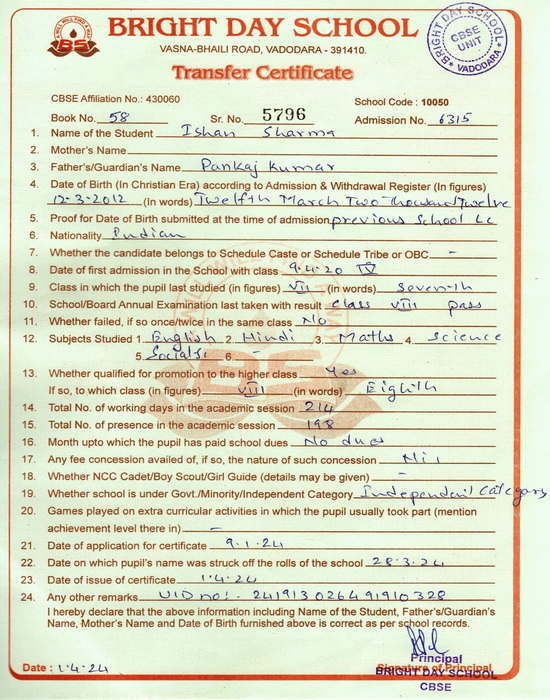 WILL WILL FIND A WAY
BS
BRIGHT DAY SCHOOL
VASNA-BHAILI ROAD, VADODARA - 391410.
BRIGHT DAY SCHOOL
CBSE
UNIT
VADODARA
Transfer Certificate
CBSE Affiliation No.: 430060 School Code : 10050
Book No. 58 Sr. No. 5796 Admission No. 6315
1. Name of the Student Ishan Sharma
2. Mother's Name
3. Father's/Guardian's Name Pankaj Kumar
4. Date of Birth (In Christian Era) according to Admission & Withdrawal Register (In figures)
12-3-2012 (In words) Twelfth March Two Thousand Twelve
5. Proof for Date of Birth submitted at the time of admission previous School Lc
6. Nationality Indian
7. Whether the candidate belongs to Schedule Caste or Schedule Tribe or OBC -
8. Date of first admission in the School with class 9.4.20 IV
9. Class in which the pupil last studied (in figures) VII (in words) Seventh
10. School/Board Annual Examination last taken with result Class VIII pass
11. Whether failed, if so once/twice in the same class No
12. Subjects Studied 1. English 2. Hindi 3. Maths 4. Science
5. Social Sc 6. -
13. Whether qualified for promotion to the higher class Yes
If so, to which class (in figures) VIII (in words) Eighth
14. Total No. of working days in the academic session 214
15. Total No. of presence in the academic session 198
16. Month upto which the pupil has paid school dues No dues
17. Any fee concession availed of, if so, the nature of such concession Nil
18. Whether NCC Cadet/Boy Scout/Girl Guide (details may be given) -
19. Whether school is under Govt./Minority/Independent Category Independent Category
20. Games played on extra curricular activities in which the pupil usually took part (mention
achievement level there in) -
21. Date of application for certificate 9.1.24
22. Date on which pupil's name was struck off the rolls of the school 28.3.24
23. Date of issue of certificate 1.4.24
24. Any other remarks UID no:- 241913026491910328
I hereby declare that the above information including Name of the Student, Father's/Guardian's
Name, Mother's Name and Date of Birth furnished above is correct as per school records.
Date : 1.4.24
Signature of Principal
Principal
BRIGHT DAY SCHOOL
CBSE